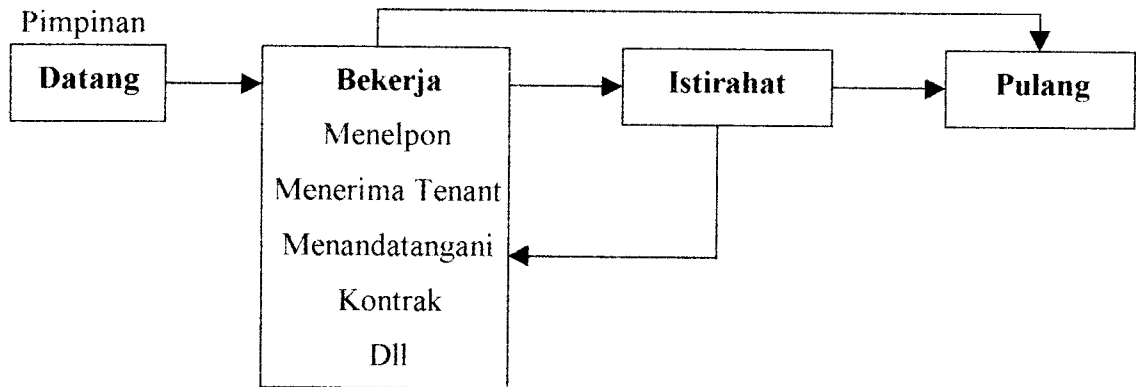 Pimpinan
Datang
Bekerja
Menelpon
Menerima Tenant
Menandatangani
Kontrak
Dll
Istirahat
Pulang